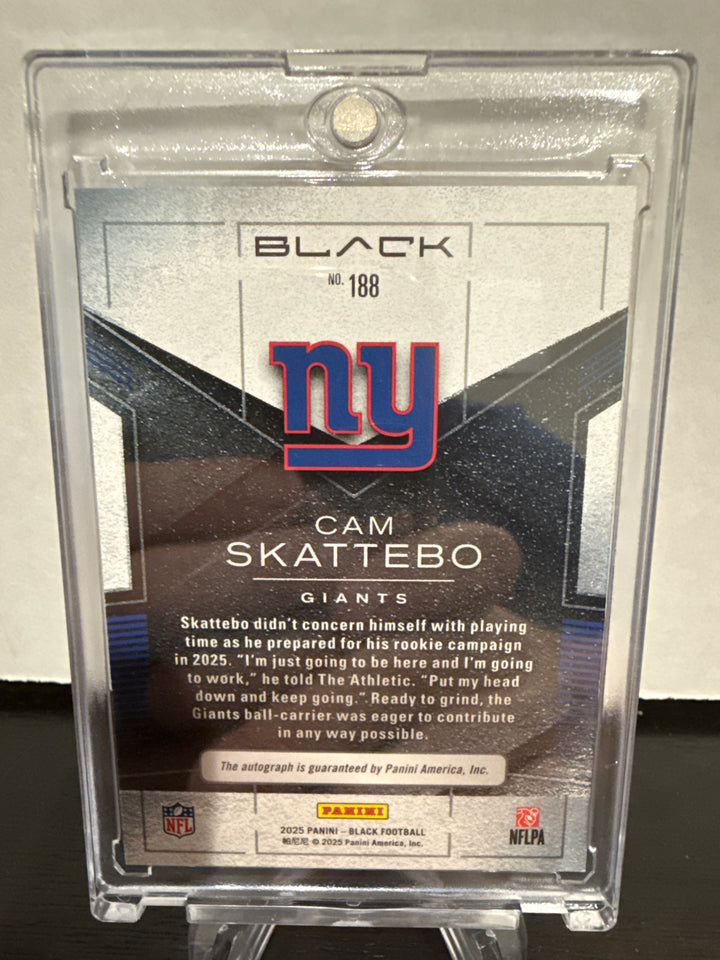 BLACK
NO. 188
ny
CAM
SKATTEBO
GIANTS
Skattebo didn't concern himself with playing
time as he prepared for his rookie campaign
in 2025. "I'm just going to be here and I'm going
to work," he told The Athletic. "Put my head
down and keep going." Ready to grind, the
Giants ball-carrier was eager to contribute
in any way possible.
The autograph is guaranteed by Panini America, Inc.
NFL
PANINI
2025 PANINI – BLACK FOOTBALL
帕尼尼 © 2025 Panini America, Inc.
NFLPA